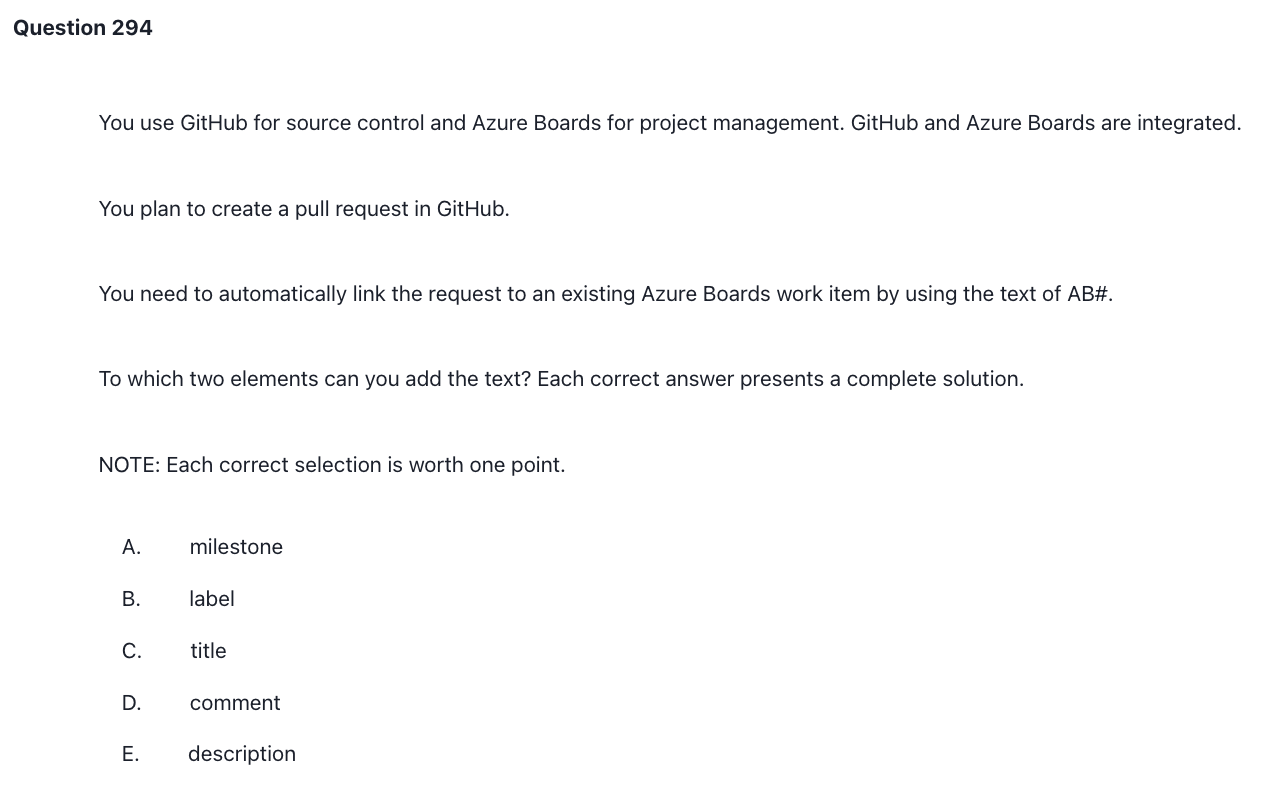 Question 294
You use GitHub for source control and Azure Boards for project management. GitHub and Azure Boards are integrated.
You plan to create a pull request in GitHub.
You need to automatically link the request to an existing Azure Boards work item by using the text of AB#.
To which two elements can you add the text? Each correct answer presents a complete solution.
NOTE: Each correct selection is worth one point.
A. milestone
B. label
C. title
D. comment
E. description